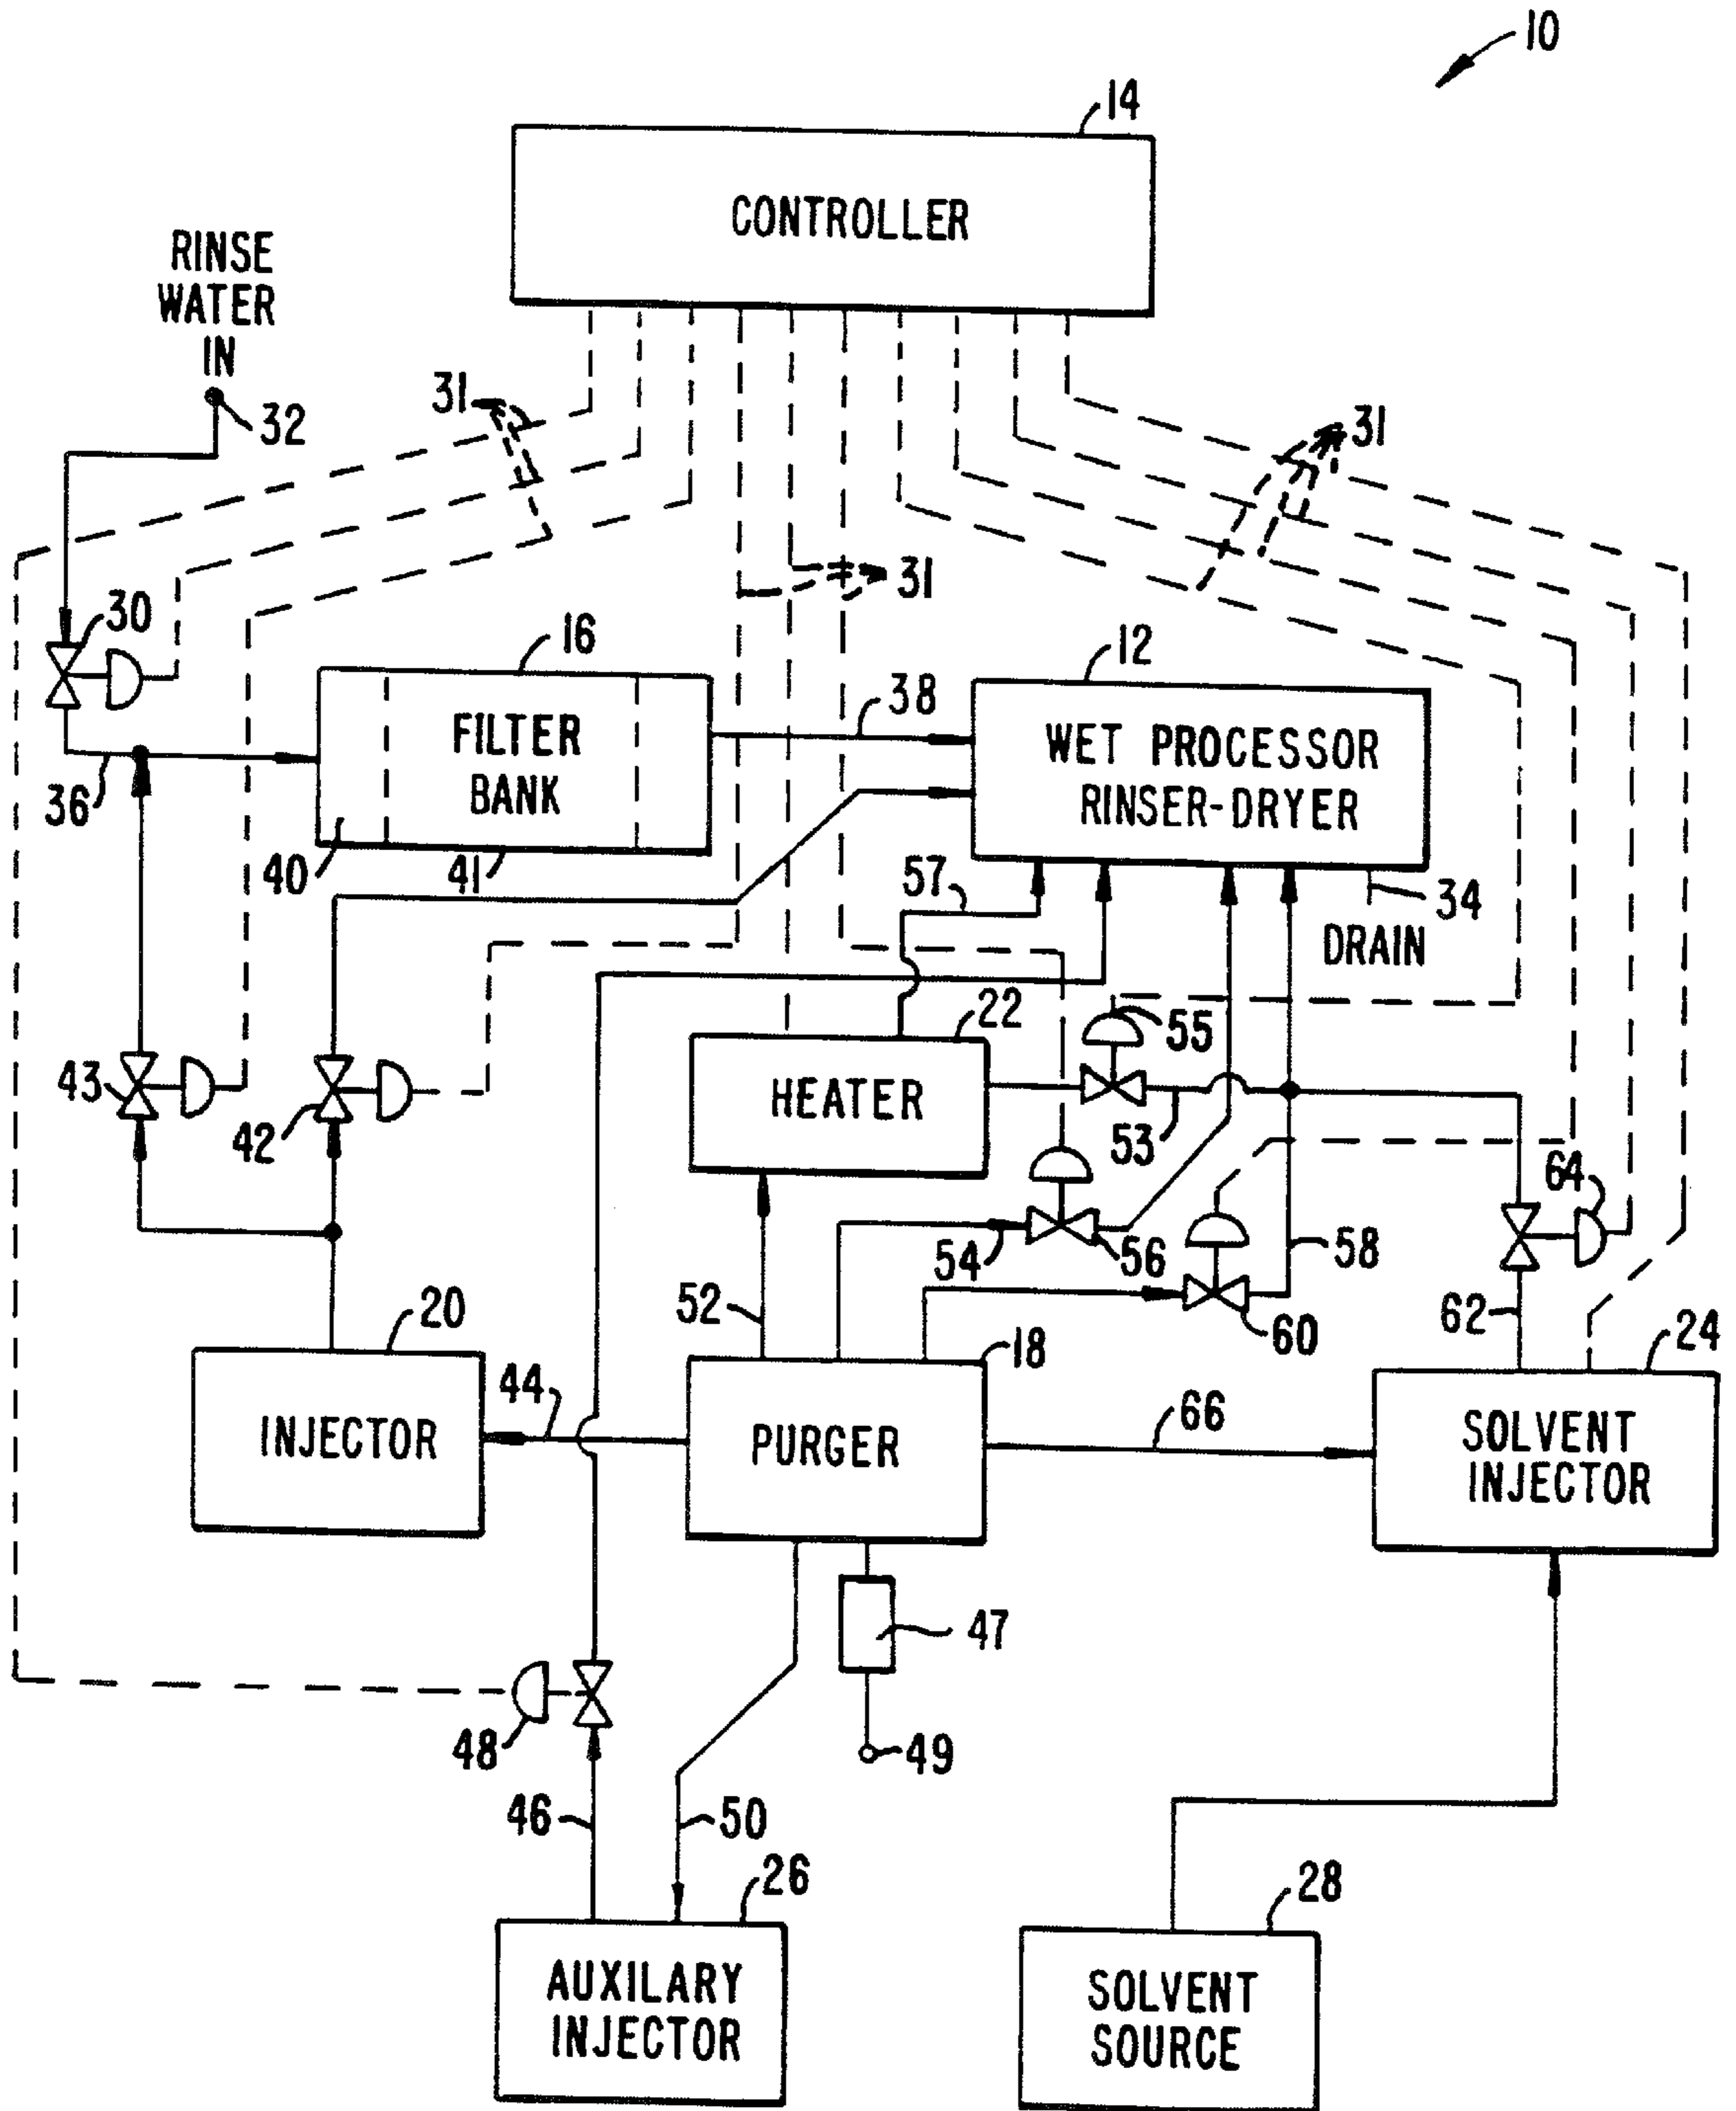 10
14
CONTROLLER
RINSE
WATER
IN
32
31
31
31
30
16
12
38
FILTER
BANK
WET PROCESSOR
RINSER-DRYER
36
40
41
57
34
DRAIN
22
55
43
42
HEATER
53
64
54
56
58
52
60
62
20
18
24
44
66
INJECTOR
PURGER
SOLVENT
INJECTOR
47
48
49
46
50
26
28
AUXILARY
INJECTOR
SOLVENT
SOURCE